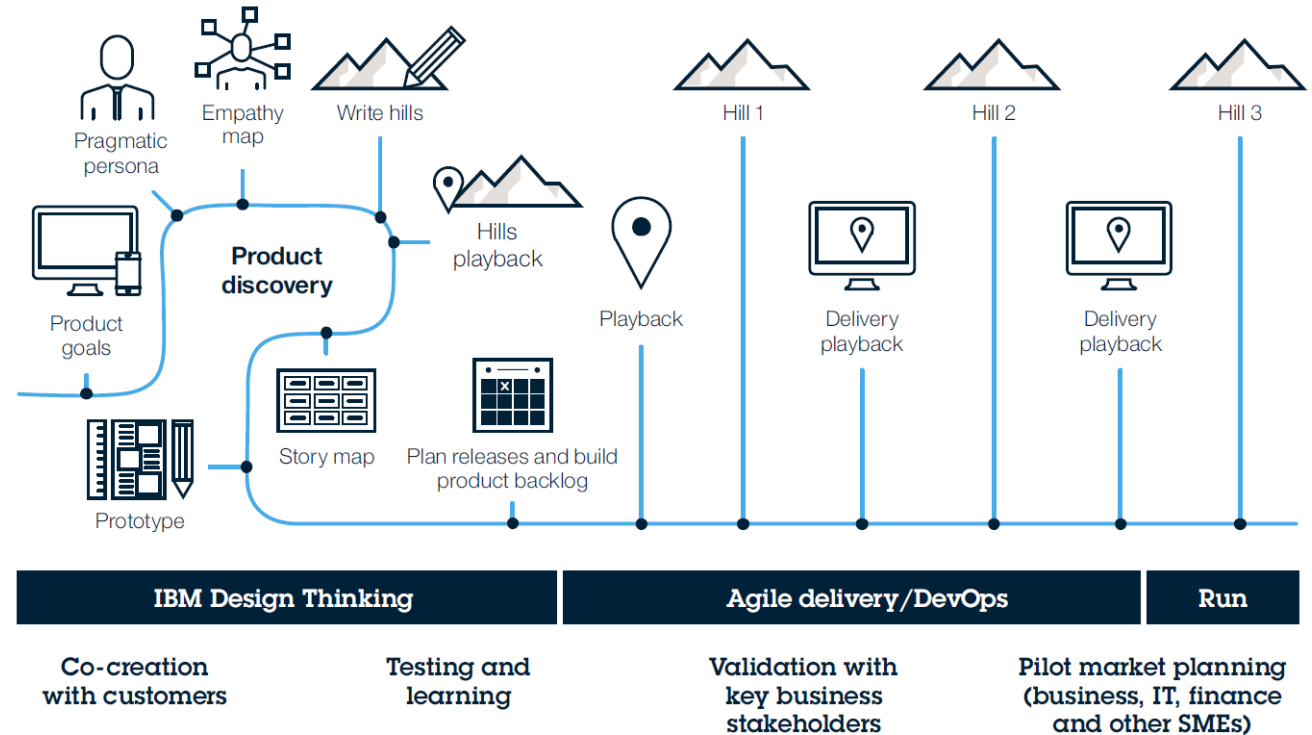 Pragmatic
persona
Empathy
map
Write hills
Hills
playback
Product
discovery
Product
goals
Prototype
Story map
Plan releases and build
product backlog
Playback
Hill 1
Delivery
playback
Hill 2
Delivery
playback
Hill 3
X
IBM Design Thinking
Agile delivery/DevOps
Run
Co-creation
with customers
Testing and
learning
Validation with
key business
stakeholders
Pilot market planning
(business, IT, finance
and other SMEs)